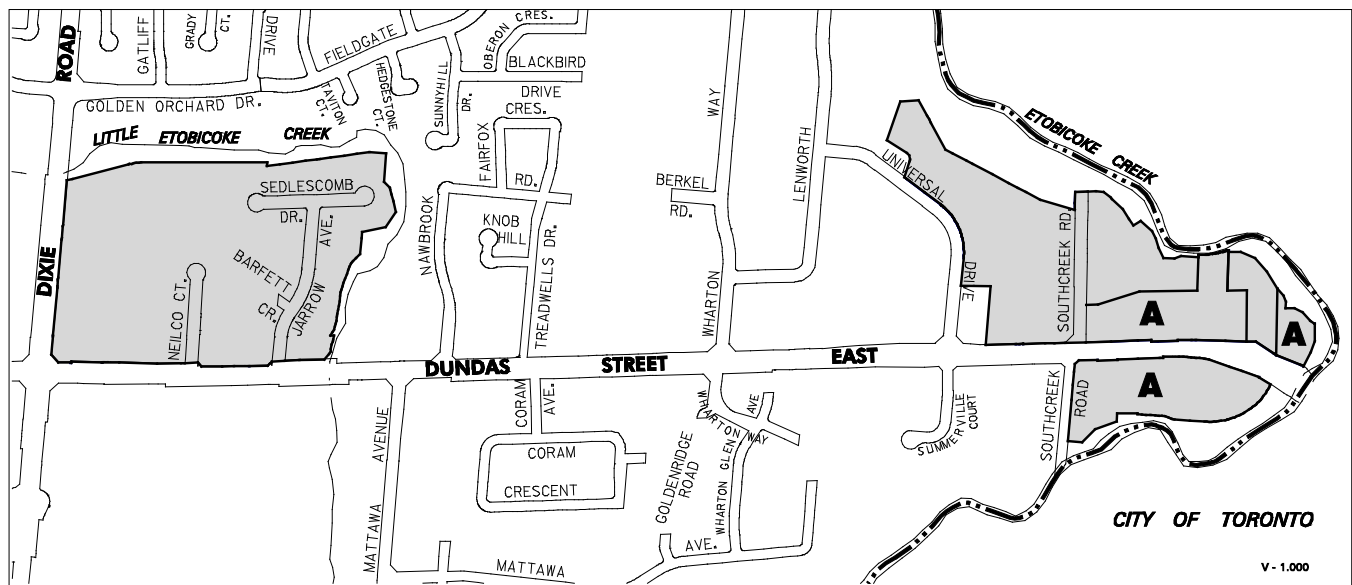 ROAD
GATLIFF
GRADY
CT.
DRIVE
FIELDGATE
OBERON CRES.
BLACKBIRD
DRIVE
GOLDEN ORCHARD DR.
TAVITON
CT.
HEDGESTONE
CT.
SUNNYHILL
DR.
CRES.
FAIRFOX
RD.
LITTLE ETOBICOKE CREEK
WAY
LENWORTH
ETOBICOKE CREEK
UNIVERSAL
DRIVE
SEDLESCOMB
DR.
AVE.
BERKEL
RD.
KNOB
HILL
NAWBROOK
TREADWELLS DR.
WHARTON
SOUTHCREEK RD.
DIXIE
BARFETT
CR.
JARROW
NEILCO CT.
A
A
DUNDAS STREET EAST
A
CORAM
AVE.
WHARTON WAY
AVE
SUMMERVILLE
COURT
SOUTHCREEK
ROAD
MATTAWA AVENUE
CORAM
CRESCENT
GOLDENRIDGE
ROAD
WHARTON GLEN
AVE.
MATTAWA
CITY OF TORONTO
V - 1.000